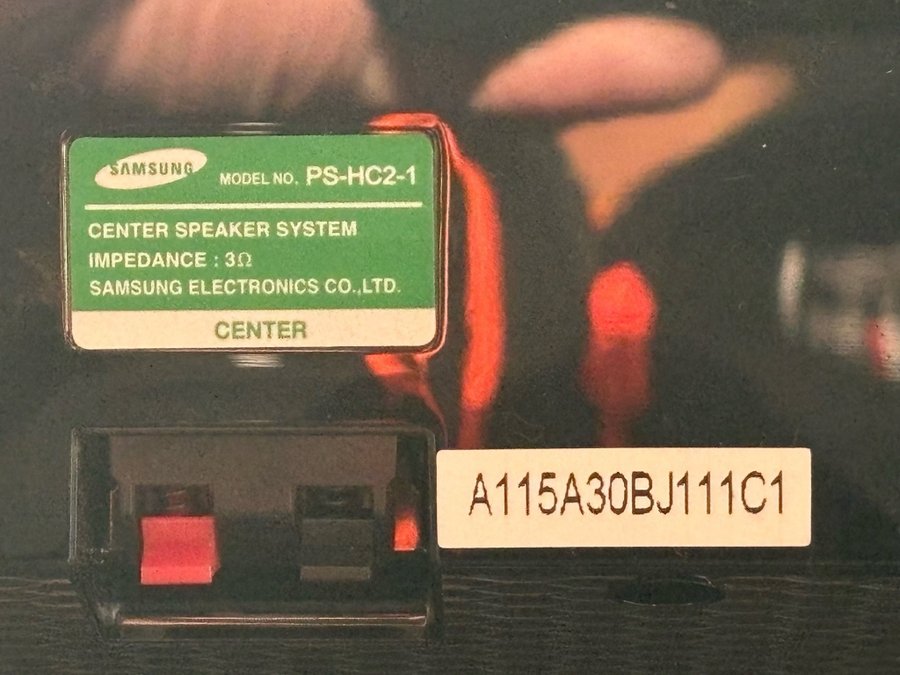 SAMSUNG MODEL NO. PS-HC2-1
CENTER SPEAKER SYSTEM
IMPEDANCE : 3Ω
SAMSUNG ELECTRONICS CO.,LTD.
CENTER
A115A30BJ111C1